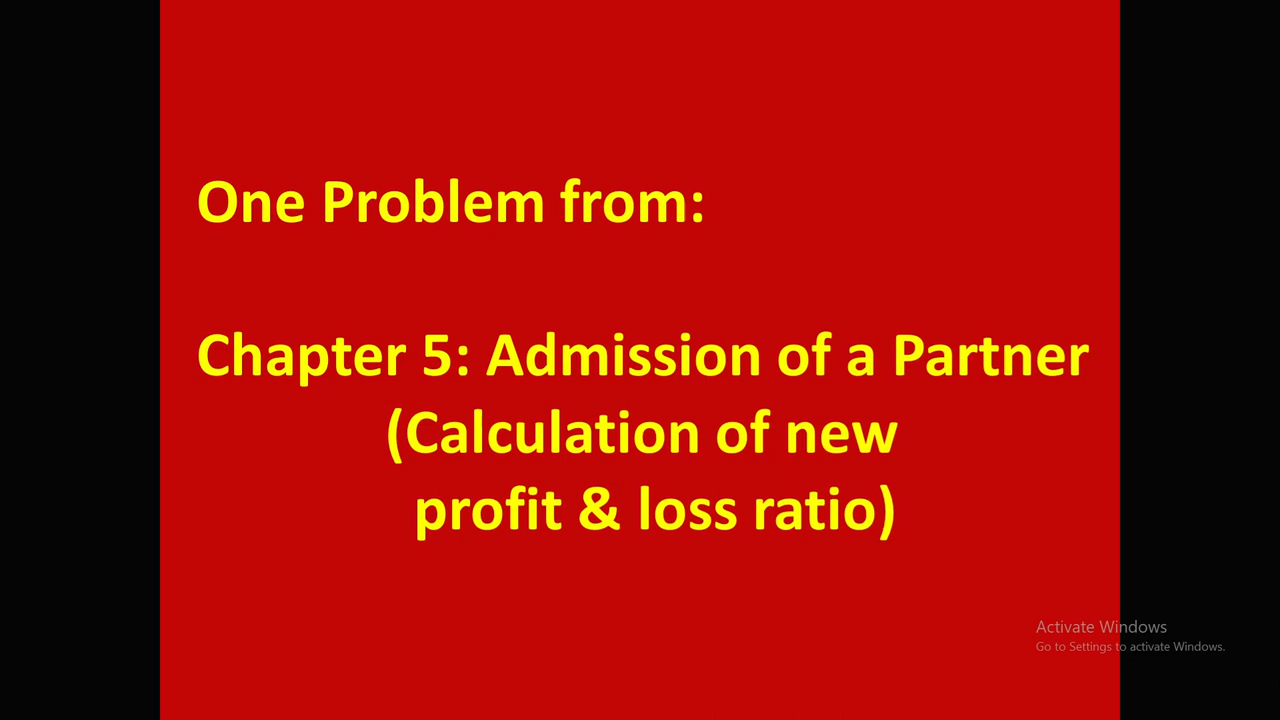 One Problem from:
Chapter 5: Admission of a Partner
(Calculation of new
profit & loss ratio)
Activate Windows
Go to Settings to activate Windows.